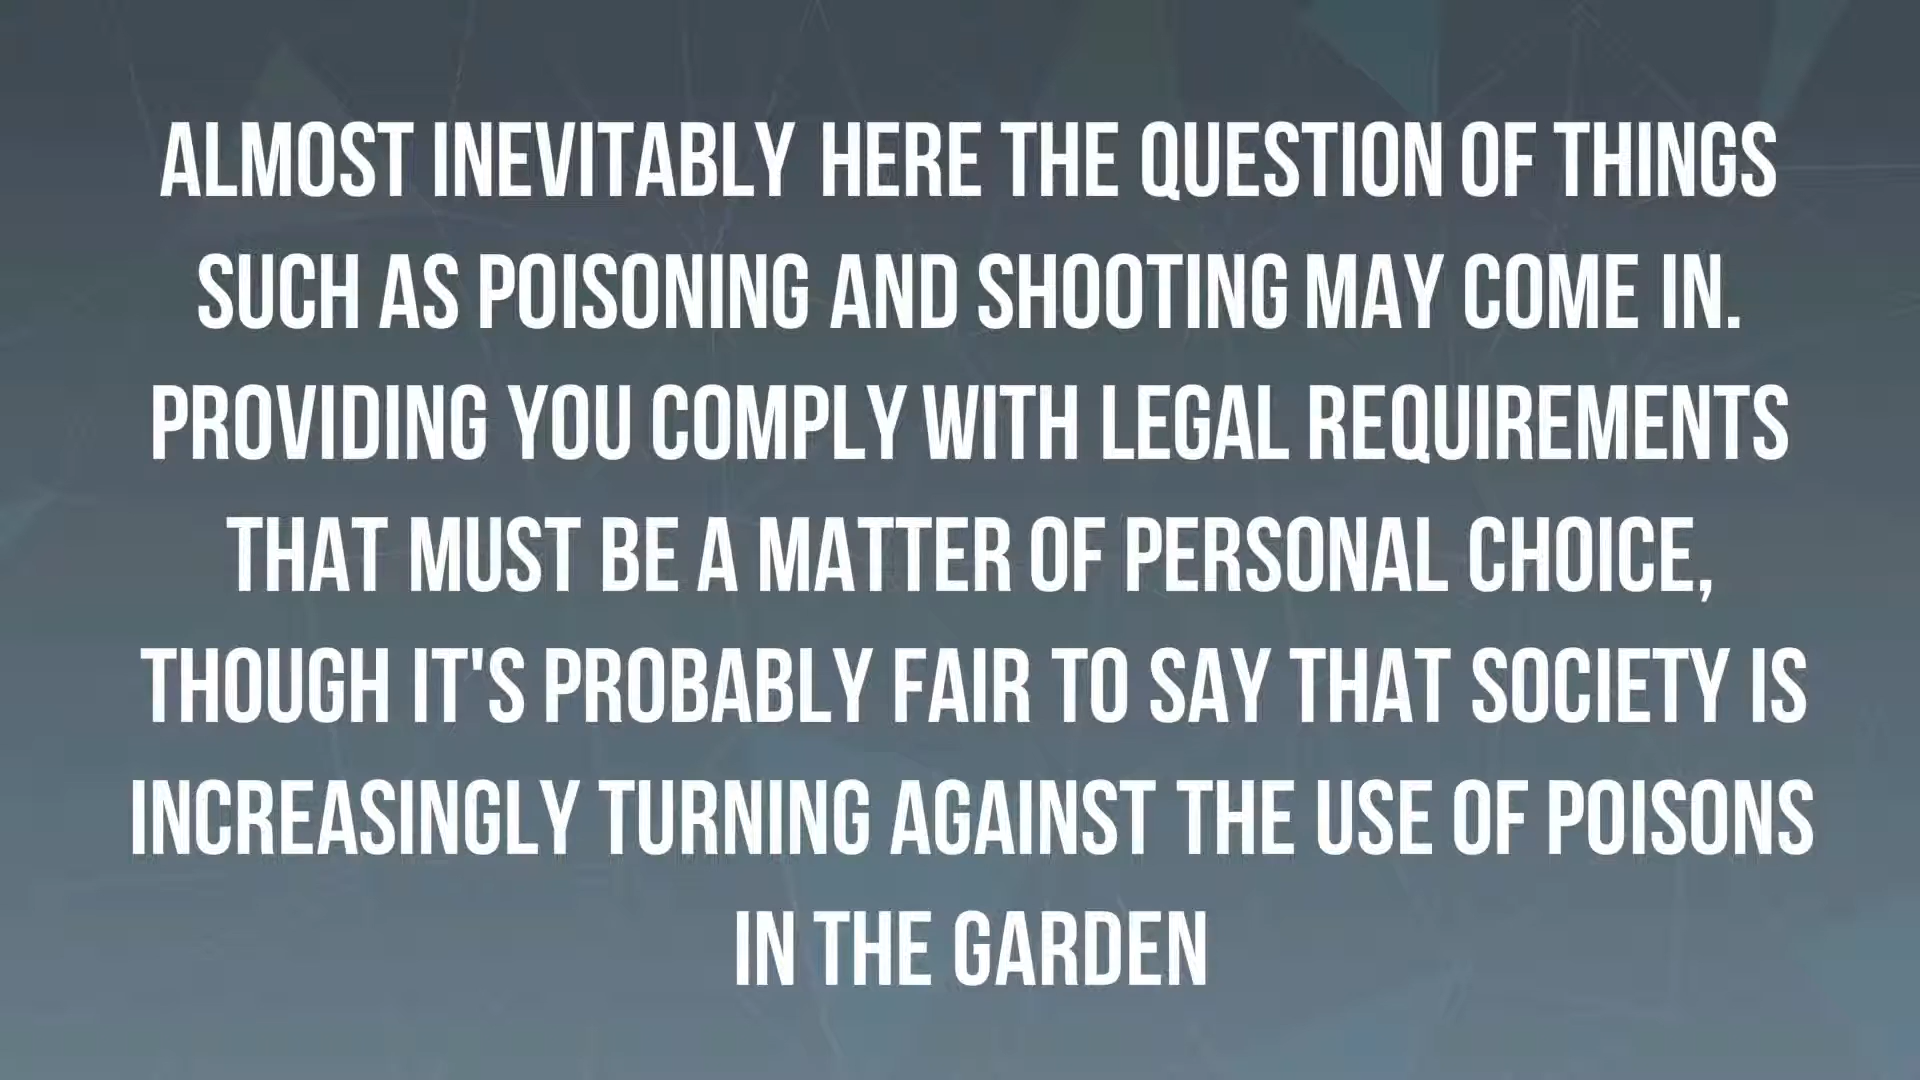 ALMOST INEVITABLY HERE THE QUESTION OF THINGS
SUCH AS POISONING AND SHOOTING MAY COME IN.
PROVIDING YOU COMPLY WITH LEGAL REQUIREMENTS
THAT MUST BE A MATTER OF PERSONAL CHOICE,
THOUGH IT'S PROBABLY FAIR TO SAY THAT SOCIETY IS
INCREASINGLY TURNING AGAINST THE USE OF POISONS
IN THE GARDEN